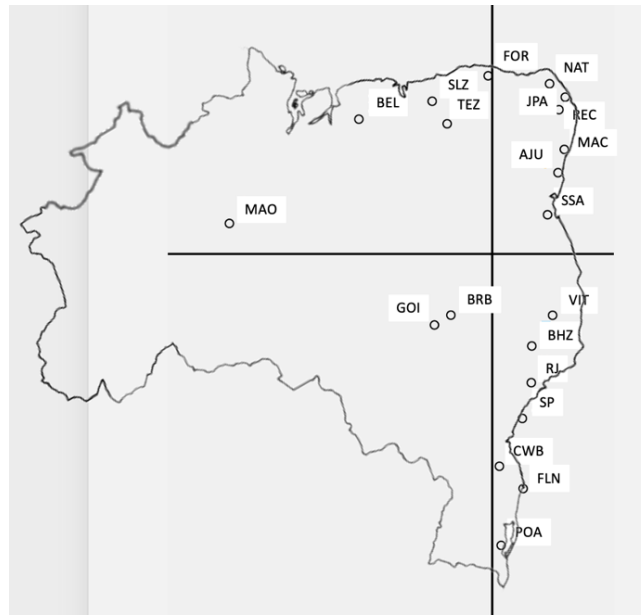 FOR
NAT
SLZ
BEL
TEZ
JPA
REC
MAC
AJU
SSA
MAO
GOI
BRB
VIT
BHZ
RJ
SP
CWB
FLN
POA